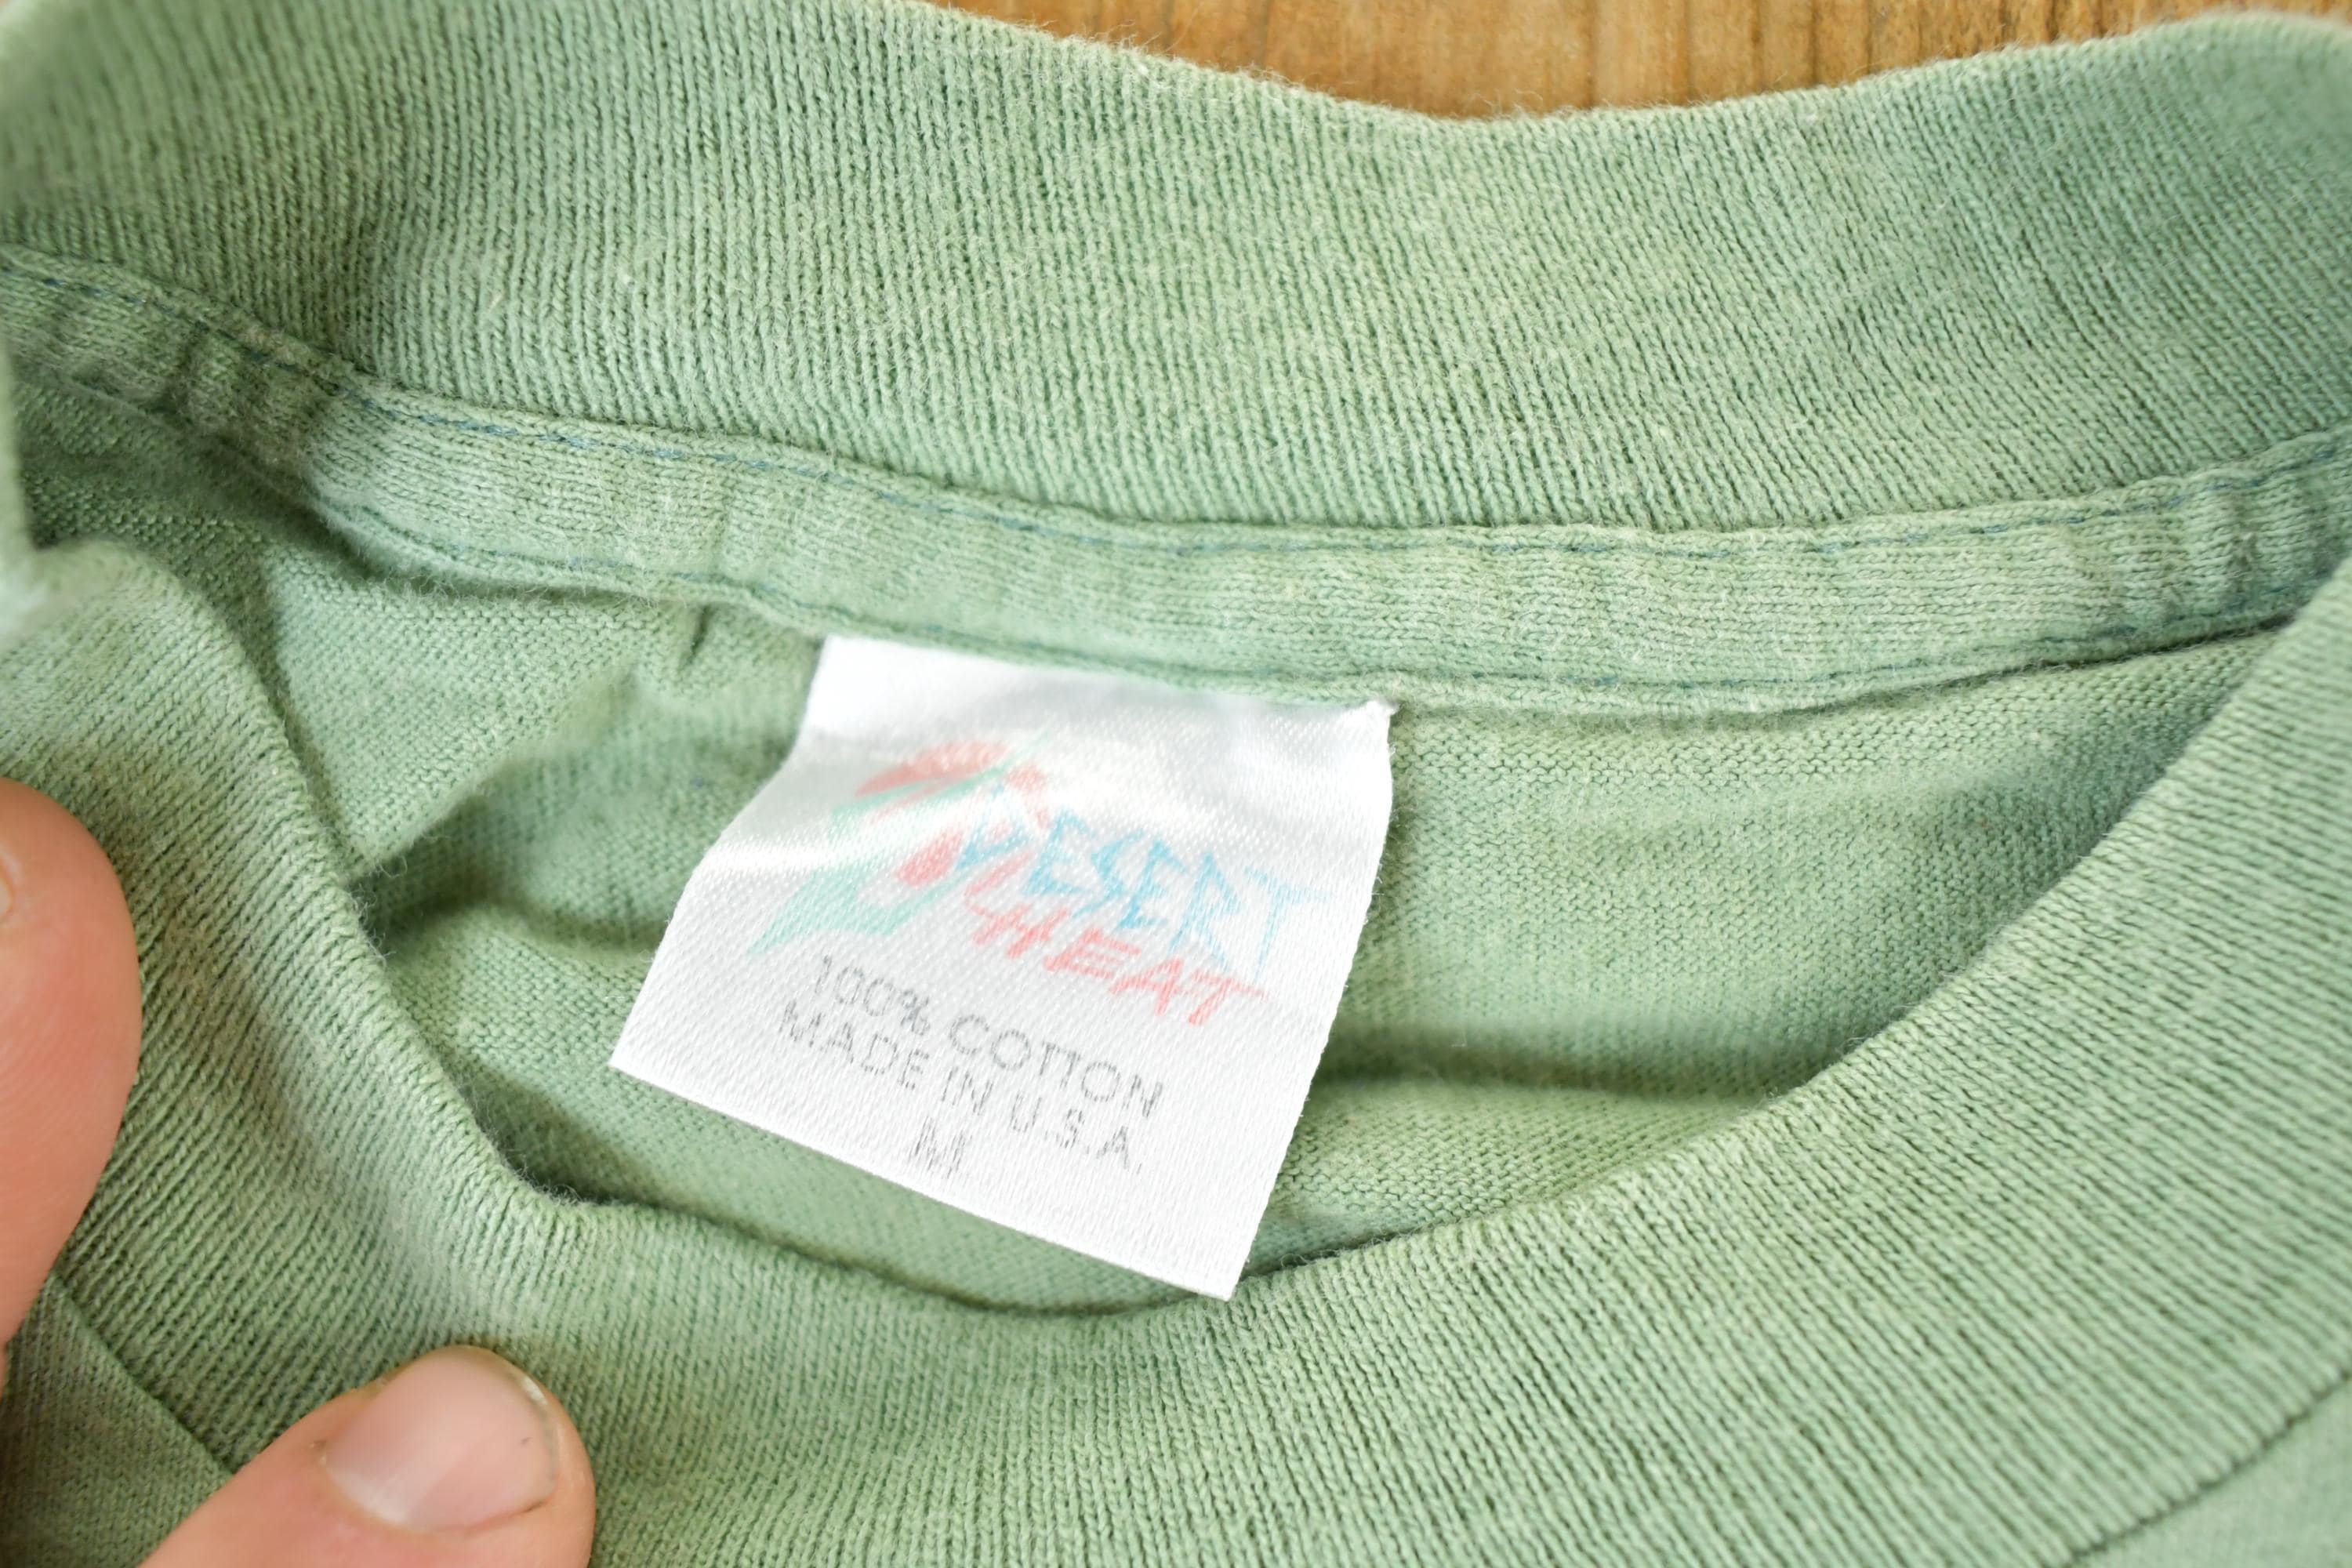 DESERT
HEAT
100% COTTON
MADE IN U.S.A.
M